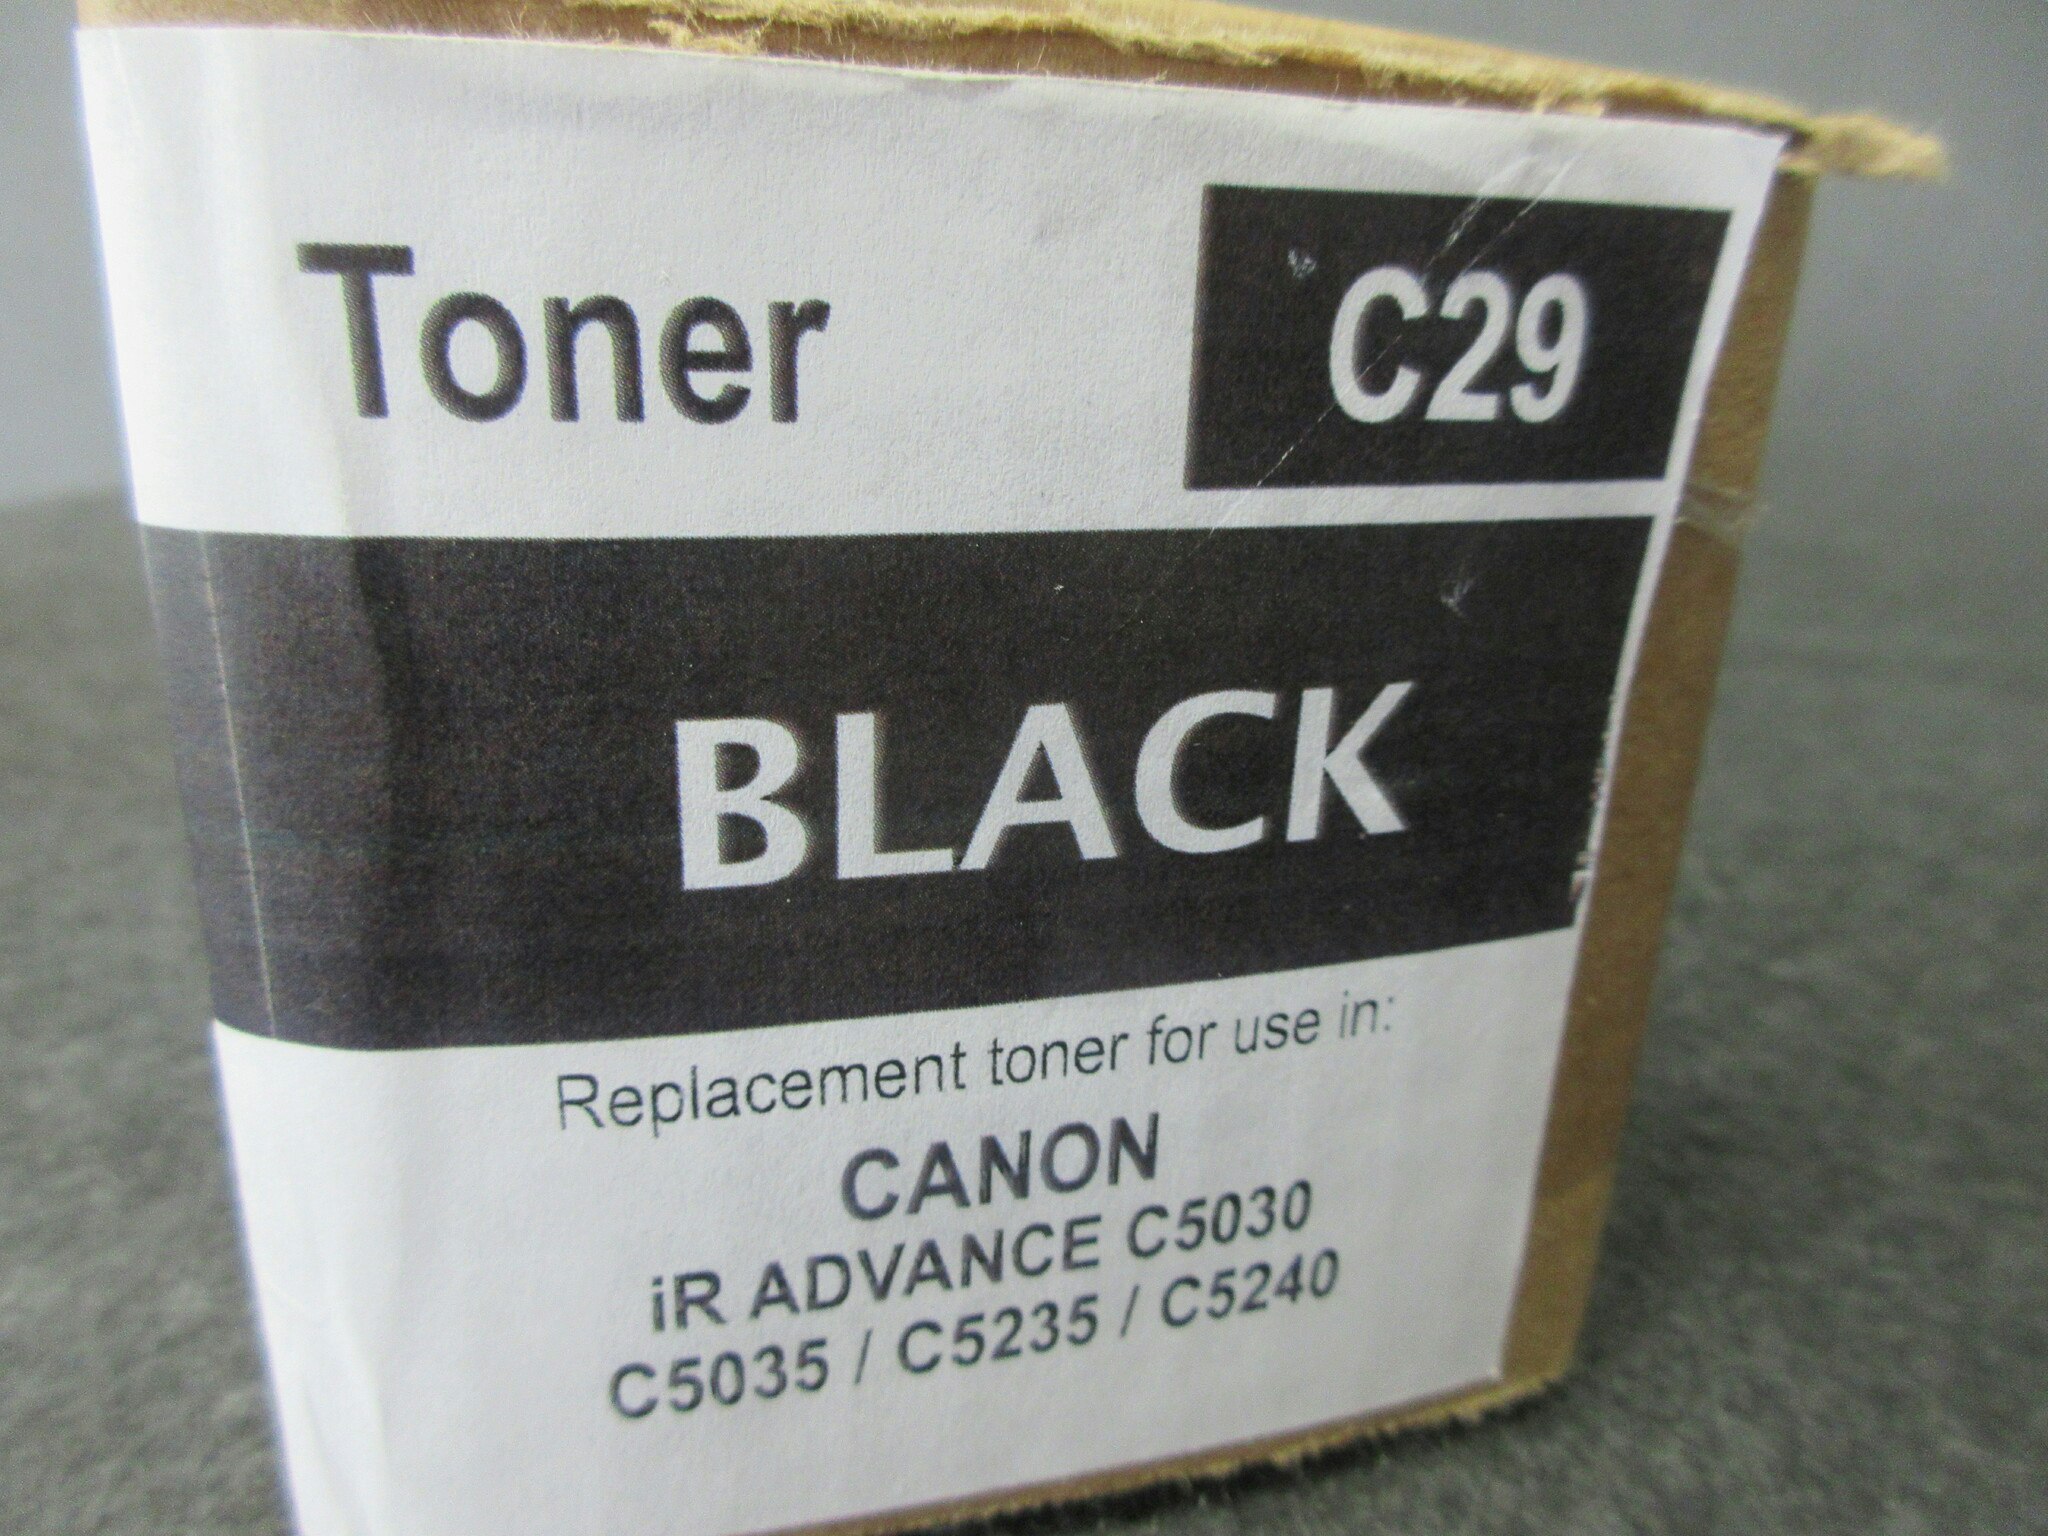 Toner
C29
BLACK
Replacement toner for use in:
CANON
iR ADVANCE C5030
C5035 / C5235 / C5240